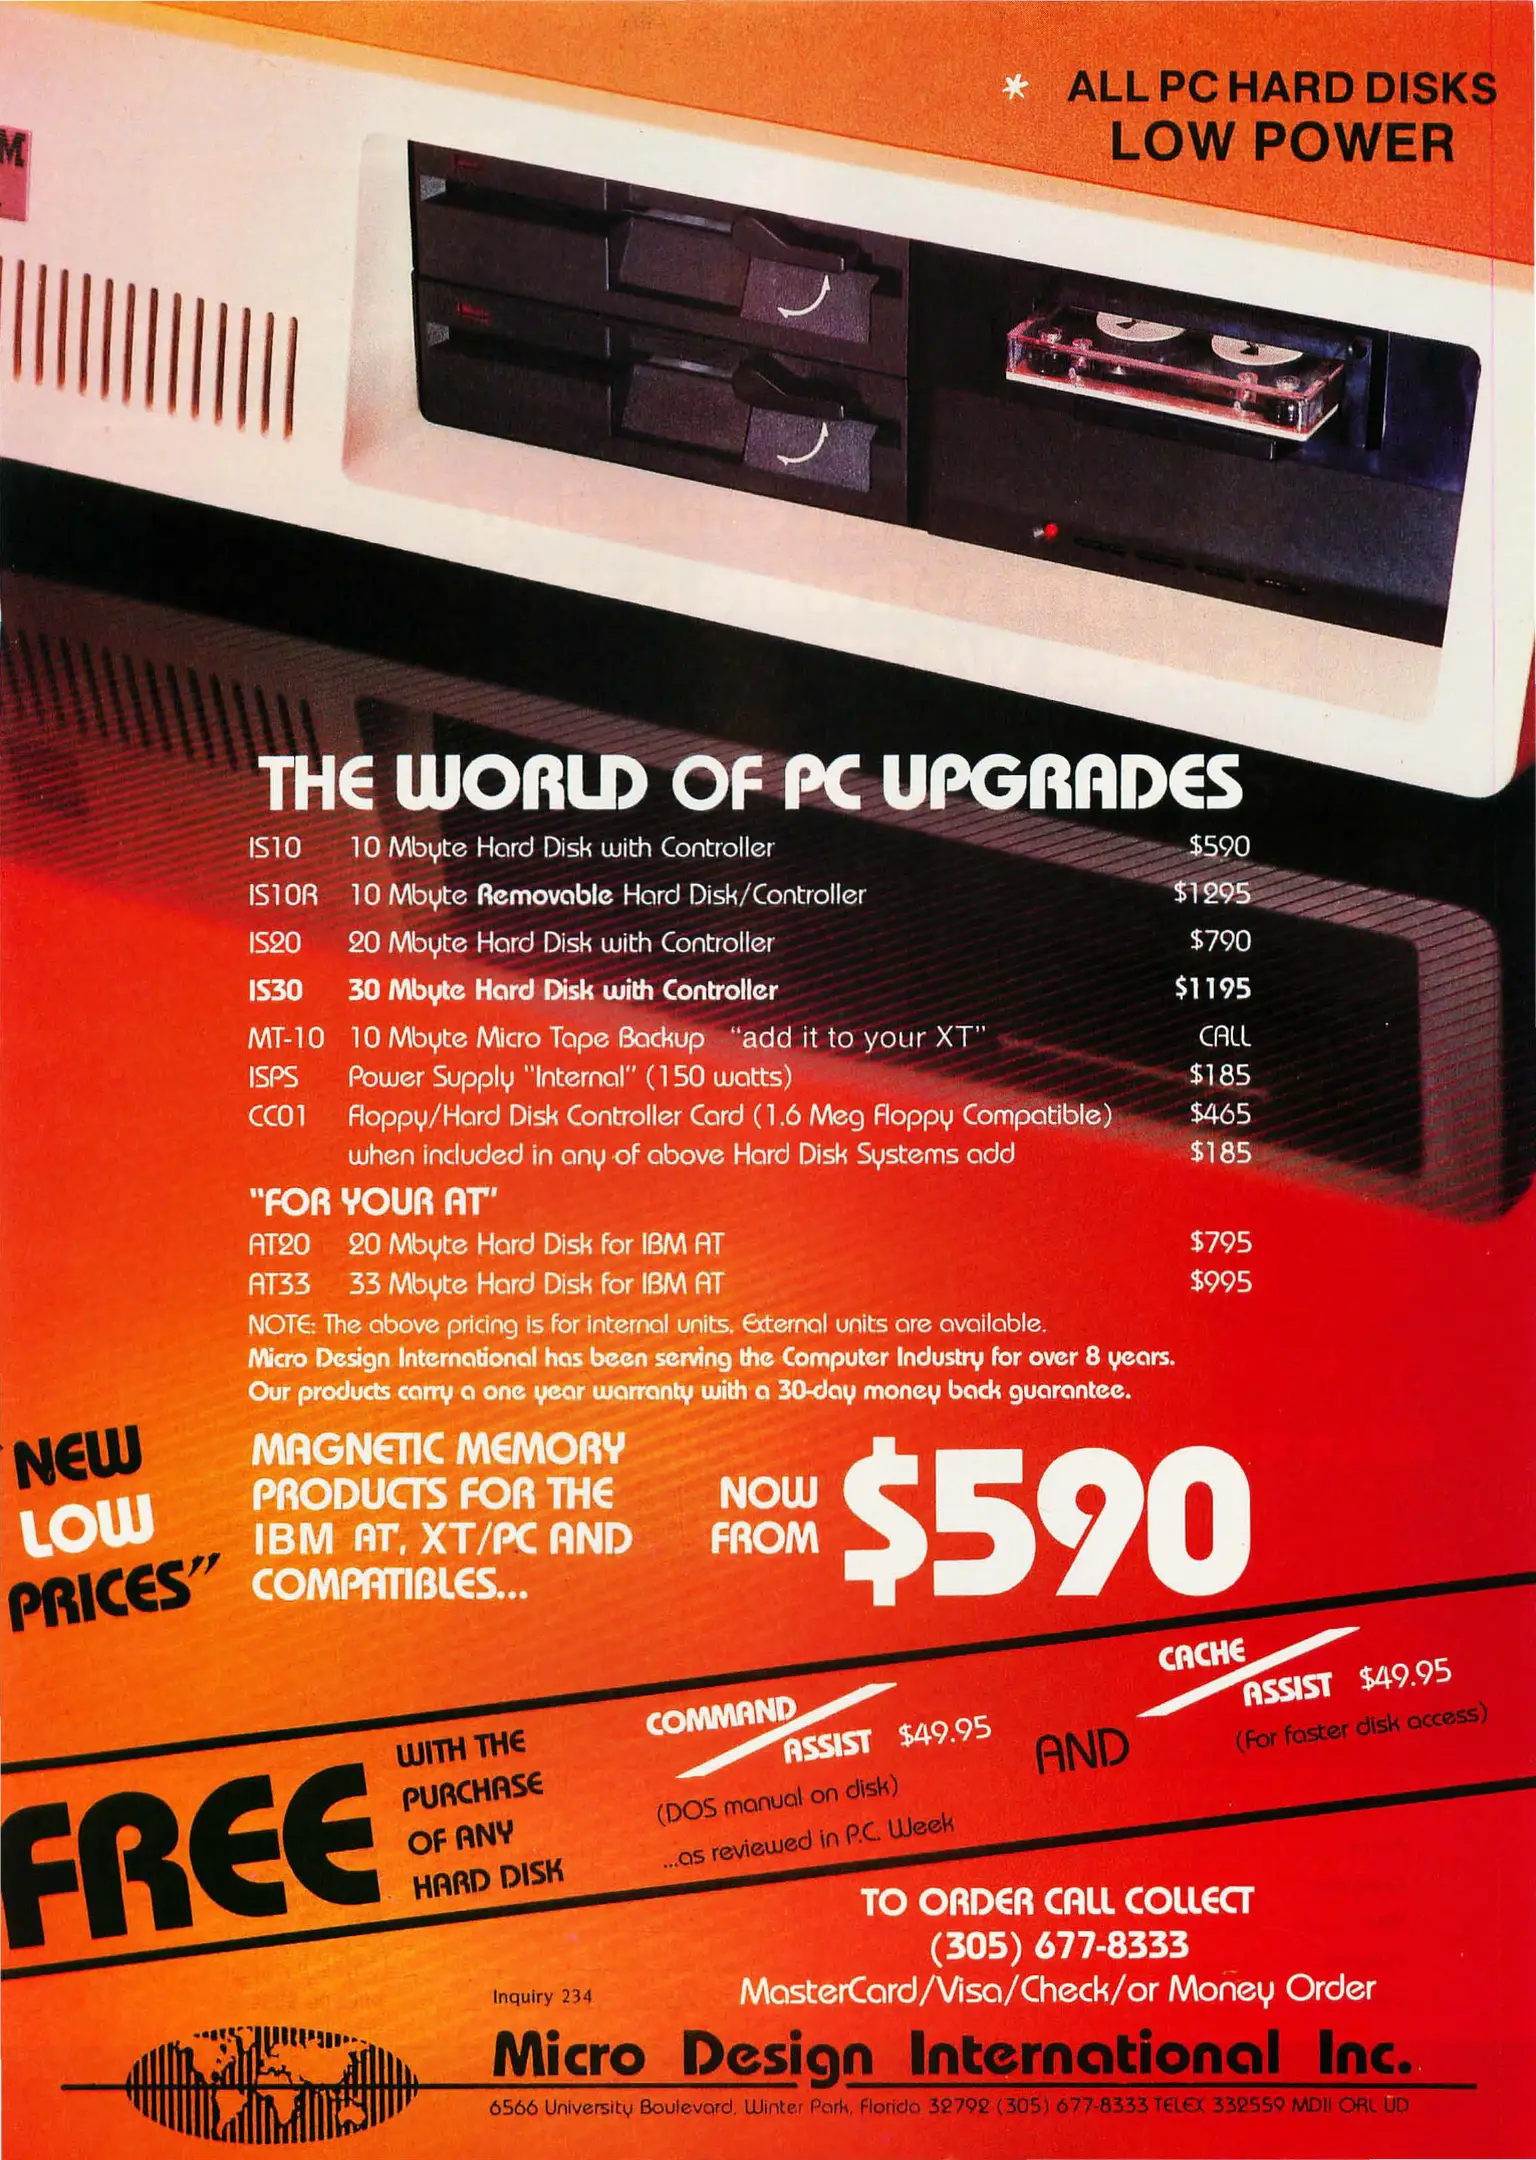 * ALL PC HARD DISKS
LOW POWER
M
THE WORLD OF PC UPGRADES
IS10 10 Mbyte Hard Disk with Controller $590
IS10R 10 Mbyte Removable Hard Disk/Controller $1295
IS20 20 Mbyte Hard Disk with Controller $790
IS30 30 Mbyte Hard Disk with Controller $1195
MT-10 10 Mbyte Micro Tape Backup "add it to your XT" CALL
ISPS Power Supply "Internal" (150 watts) $185
CC01 Floppy/Hard Disk Controller Card (1.6 Meg Floppy Compatible) $465
when included in any of above Hard Disk Systems add $185
"FOR YOUR AT"
AT20 20 Mbyte Hard Disk for IBM AT $795
AT33 33 Mbyte Hard Disk for IBM AT $995
NOTE: The above pricing is for internal units. External units are available.
Micro Design International has been serving the Computer Industry for over 8 years.
Our products carry a one year warranty with a 30-day money back guarantee.
"NEW
LOW
PRICES"
MAGNETIC MEMORY
PRODUCTS FOR THE
IBM AT, XT/PC AND
COMPATIBLES...
NOW
FROM
$590
FREE
WITH THE
PURCHASE
OF ANY
HARD DISK
COMMAND/
ASSIST $49.95
(DOS manual on disk)
...as reviewed in P.C. Week
AND
CACHE/
ASSIST $49.95
(For faster disk access)
TO ORDER CALL COLLECT
(305) 677-8333
MasterCard/Visa/Check/or Money Order
Inquiry 234
Micro Design International Inc.
6566 University Boulevard, Winter Park, Florida 32792 (305) 677-8333 TELEX 332559 MDII ORL UD